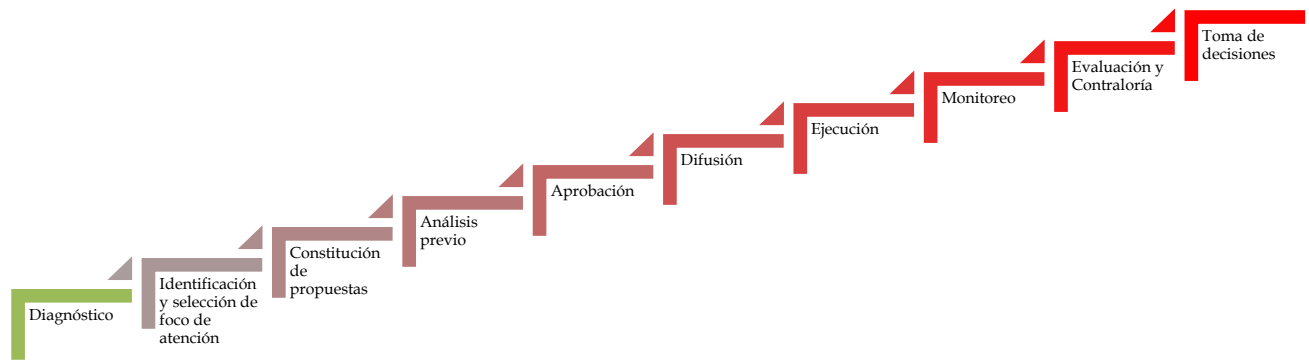 Diagnóstico
Identificación
y selección de
foco de
atención
Constitución
de
propuestas
Análisis
previo
Aprobación
Difusión
Ejecución
Monitoreo
Evaluación y
Contraloría
Toma de
decisiones